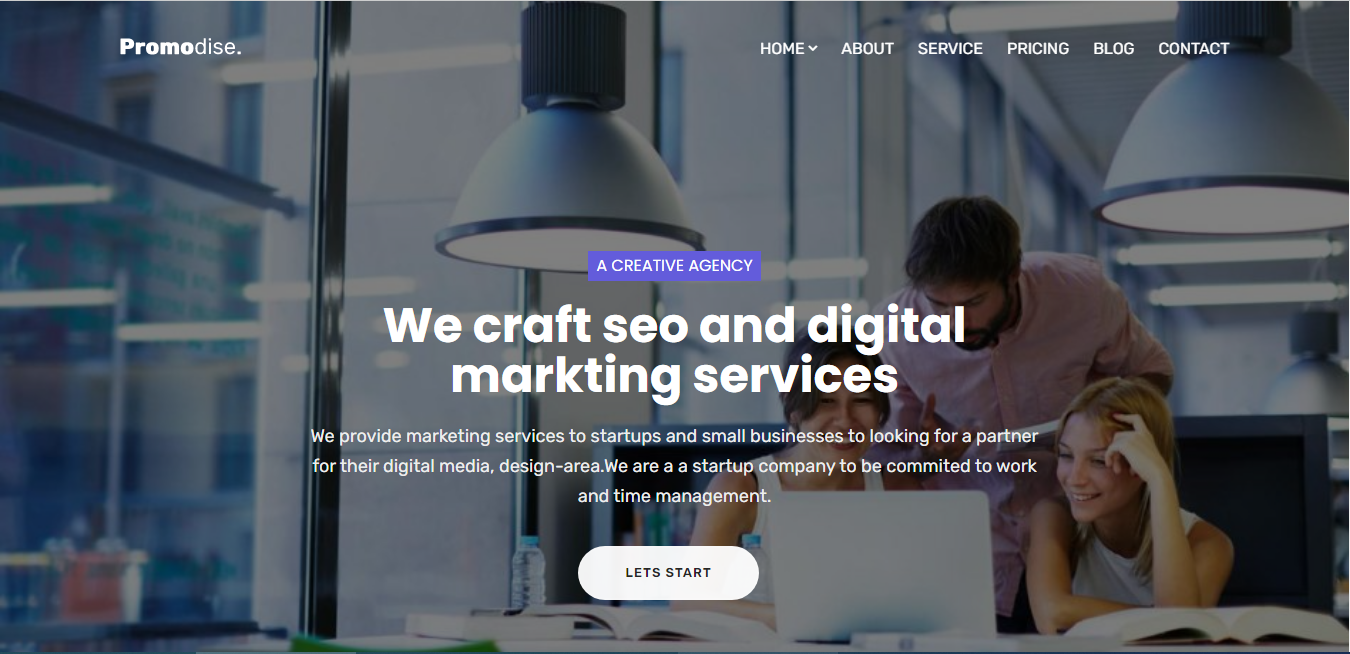 Promodise.
HOME ABOUT SERVICE PRICING BLOG CONTACT
A CREATIVE AGENCY
We craft seo and digital
markting services
We provide marketing services to startups and small businesses to looking for a partner
for their digital media, design-area.We are a a startup company to be commited to work
and time management.
LETS START